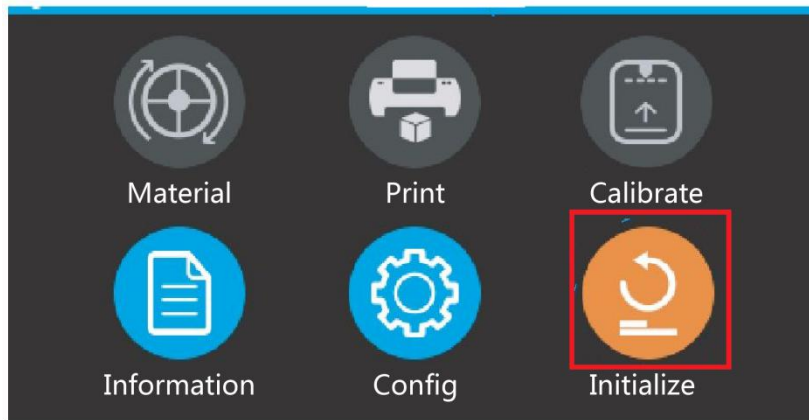 Material
Print
Calibrate
Information
Config
Initialize